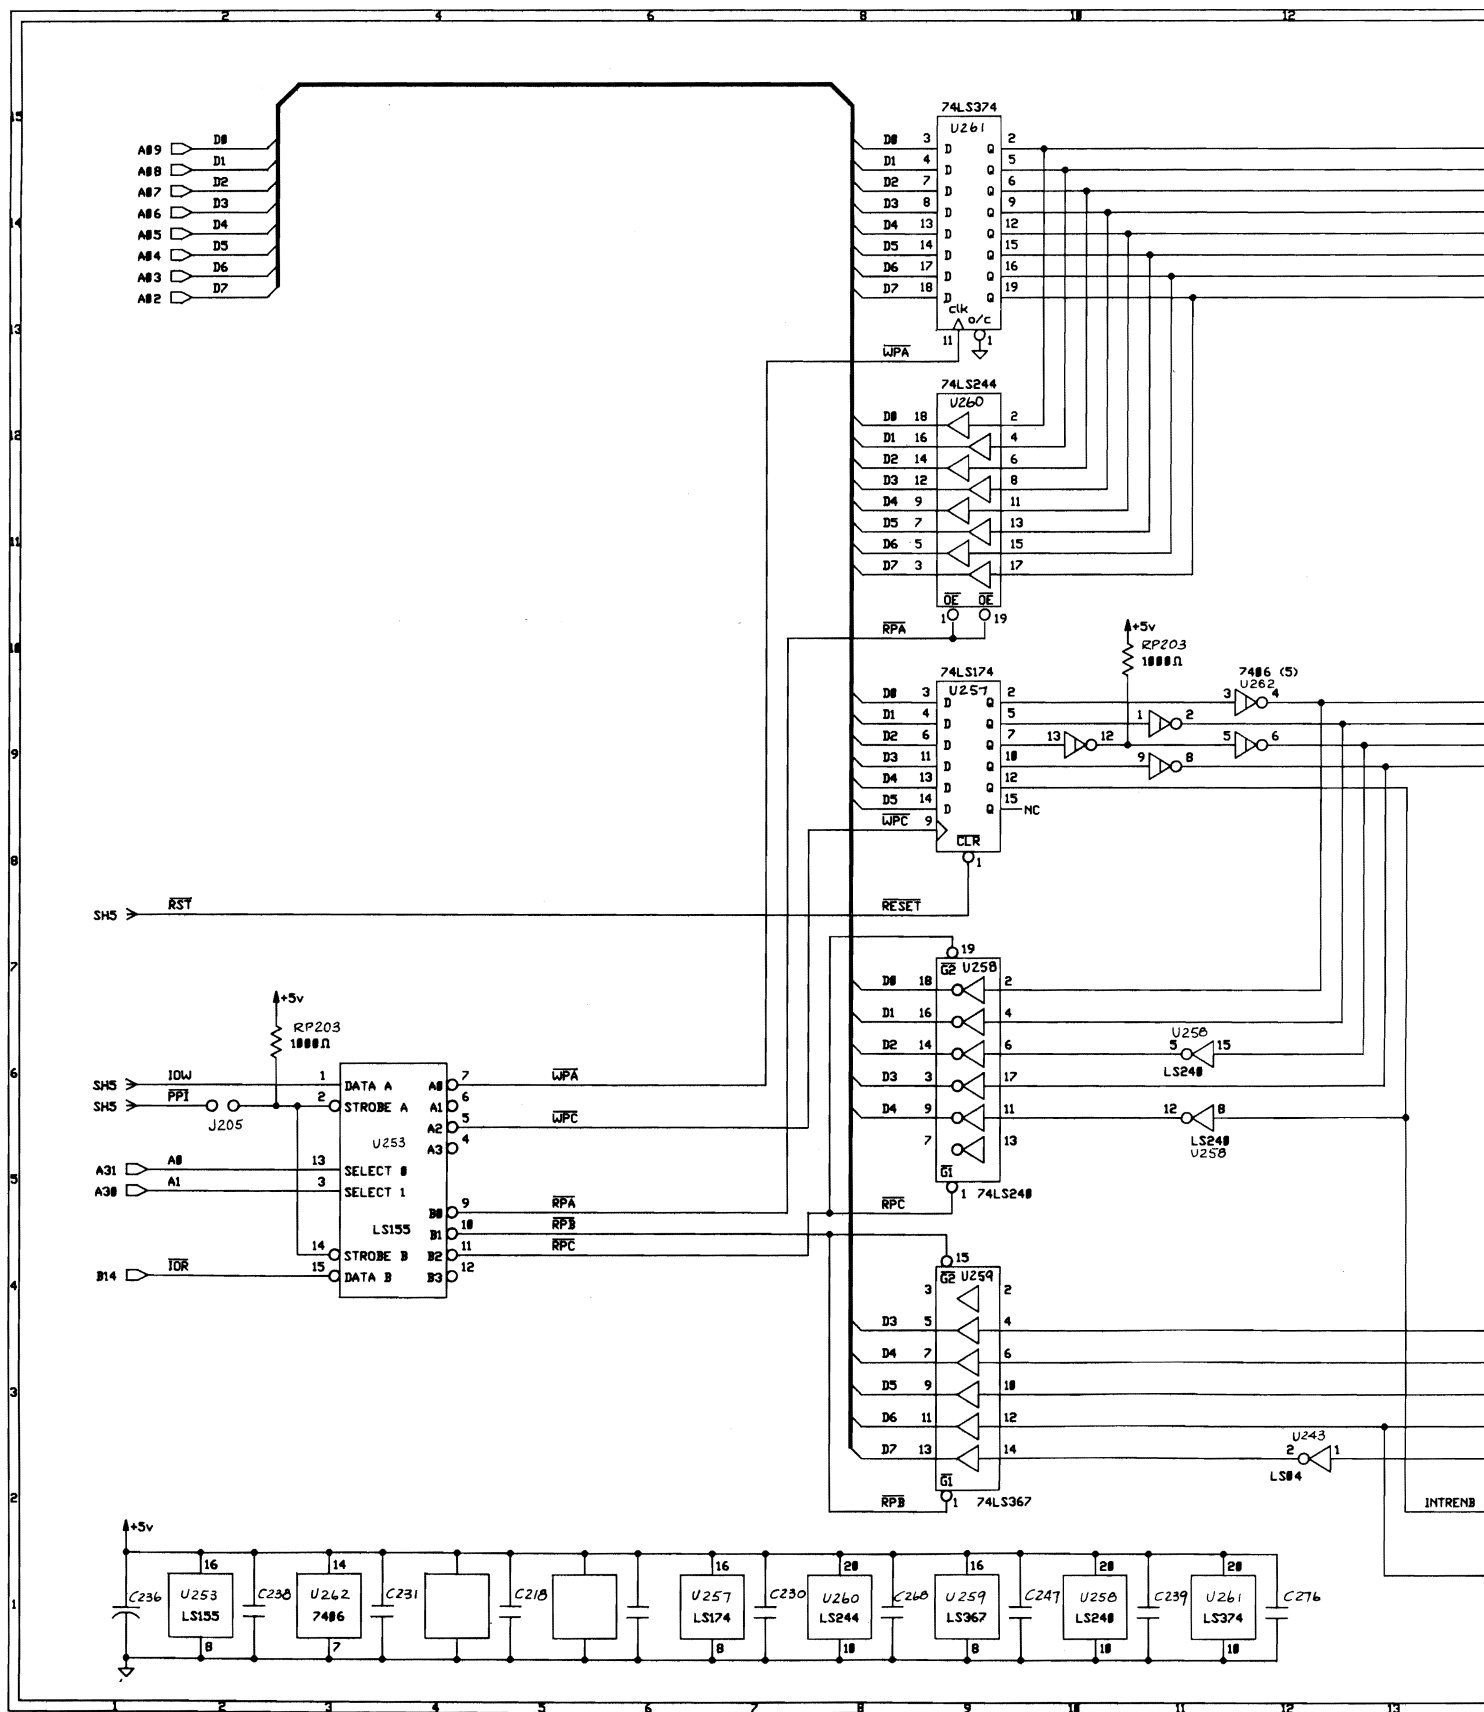 2 4 6 8 10 12
15
14
13
12
11
10
9
8
7
6
5
4
3
2
1
A09 D0
A08 D1
A07 D2
A06 D3
A05 D4
A04 D5
A03 D6
A02 D7
74LS374
U261
D0 3 D Q 2
D1 4 D Q 5
D2 7 D Q 6
D3 8 D Q 9
D4 13 D Q 12
D5 14 D Q 15
D6 17 D Q 16
D7 18 D Q 19
clk
o/c
11 1
WPA
74LS244
U260
D0 18 2
D1 16 4
D2 14 6
D3 12 8
D4 9 11
D5 7 13
D6 5 15
D7 3 17
OE OE
1 19
RPA
+5v
RP203
1000Ω
74LS174
U257
D0 3 D Q 2
D1 4 D Q 5
D2 6 D Q 7
D3 11 D Q 10
D4 13 D Q 12
D5 14 D Q 15 NC
WPC 9
CLR
1
7406 (5)
U262
3 4
1 2
13 12 5 6
9 8
SH5 RST RESET
19
G2 U258
D0 18 2
D1 16 4
D2 14 6
D3 3 17
D4 9 11
7 13
G1
RPC 1 74LS240
U258
5 15
LS240
12 8
LS240
U258
+5v
RP203
1000Ω
SH5 IOW 1 DATA A A0 7 WPA
SH5 PPI 2 STROBE A A1 6
J205
A2 5 WPC
U253 A3 4
A31 A0 13 SELECT 0
A30 A1 3 SELECT 1
B0 9 RPA
LS155 B1 10 RPB
14 STROBE B B2 11 RPC
B14 IOR 15 DATA B B3 12
15
G2 U259
3 2
D3 5 4
D4 7 6
D5 9 10
D6 11 12
D7 13 14
G1
RPB 1 74LS367
U243
2 1
LS04
INTRENB
+5v
C236
16 U253 LS155 8
C238
14 U262 7406 7
C231
C218
16 U257 LS174 8
C230
20 U260 LS244 10
C268
16 U259 LS367 8
C247
20 U258 LS240 10
C239
20 U261 LS374 10
C276
1 2 3 4 5 6 7 8 9 10 11 12 13